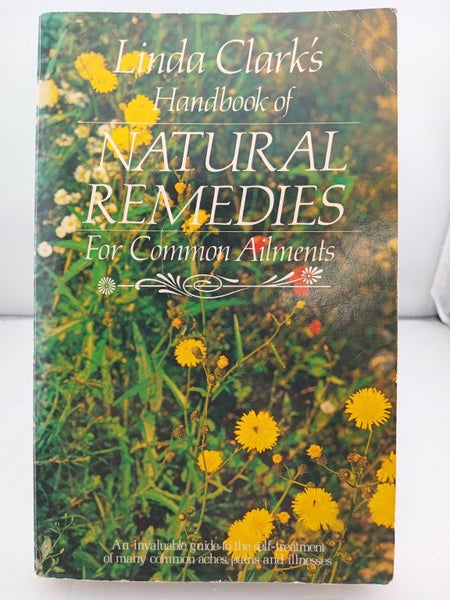 Linda Clark's
Handbook of
NATURAL
REMEDIES
For Common Ailments
An invaluable guide to the self-treatment
of many common aches, pains and illnesses